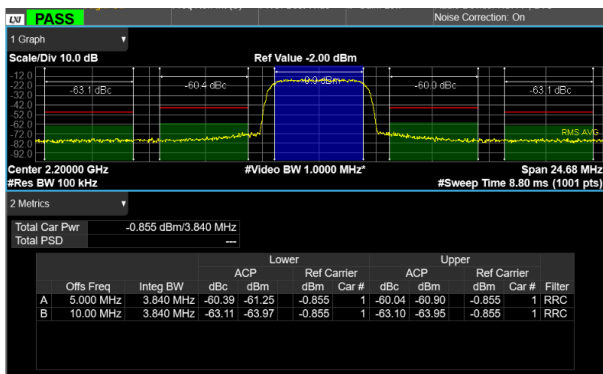 LXI PASS
Noise Correction: On
1 Graph
Scale/Div 10.0 dB Ref Value -2.00 dBm
-12.0
-22.0
-32.0
-42.0
-52.0
-62.0
-72.0
-82.0
-92.0
-63.1 dBc -60.4 dBc -0.9 dBm -60.0 dBc -63.1 dBc
RMS AVG
Center 2.20000 GHz #Video BW 1.0000 MHz* Span 24.68 MHz
#Res BW 100 kHz #Sweep Time 8.80 ms (1001 pts)
2 Metrics
Total Car Pwr -0.855 dBm/3.840 MHz
Total PSD ---
Lower Upper
ACP Ref Carrier ACP Ref Carrier
Offs Freq Integ BW dBc dBm dBm Car # dBc dBm dBm Car # Filter
A 5.000 MHz 3.840 MHz -60.39 -61.25 -0.855 1 -60.04 -60.90 -0.855 1 RRC
B 10.00 MHz 3.840 MHz -63.11 -63.97 -0.855 1 -63.10 -63.95 -0.855 1 RRC